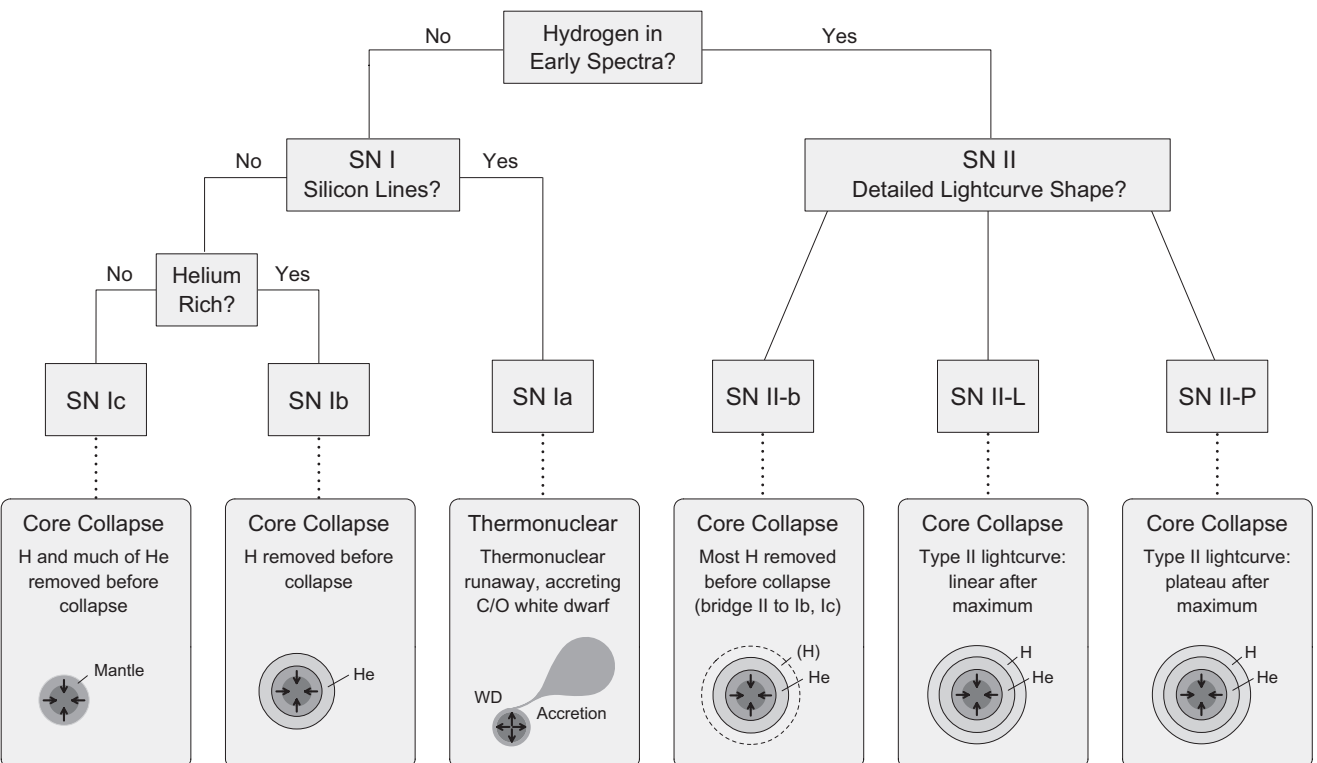 No
Hydrogen in
Early Spectra?
Yes
No
SN I
Silicon Lines?
Yes
SN II
Detailed Lightcurve Shape?
No
Helium
Rich?
Yes
SN Ic
SN Ib
SN Ia
SN II-b
SN II-L
SN II-P
Core Collapse
H and much of He
removed before
collapse
Mantle
Core Collapse
H removed before
collapse
He
Thermonuclear
Thermonuclear
runaway, accreting
C/O white dwarf
WD
Accretion
Core Collapse
Most H removed
before collapse
(bridge II to Ib, Ic)
(H)
He
Core Collapse
Type II lightcurve:
linear after
maximum
H
He
Core Collapse
Type II lightcurve:
plateau after
maximum
H
He